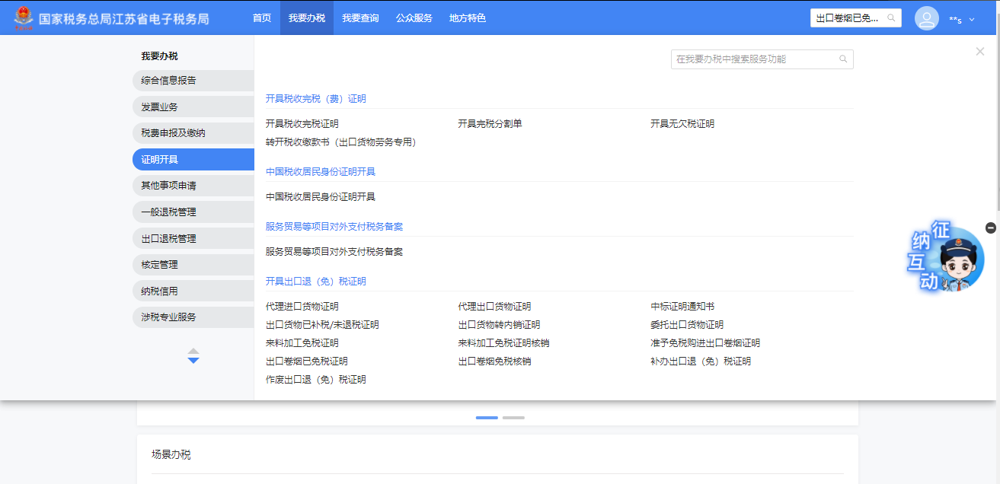 国家税务总局江苏省电子税务局 首页 我要办税 我要查询 公众服务 地方特色 出口卷烟已免... **s
我要办税
在我要办税中搜索服务功能
综合信息报告
发票业务
税费申报及缴纳
证明开具
其他事项申请
一般退税管理
出口退税管理
核定管理
纳税信用
涉税专业服务
开具税收完税（费）证明
开具税收完税证明 开具完税分割单 开具无欠税证明
转开税收缴款书（出口货物劳务专用）
中国税收居民身份证明开具
中国税收居民身份证明开具
服务贸易等项目对外支付税务备案
服务贸易等项目对外支付税务备案
开具出口退（免）税证明
代理进口货物证明 代理出口货物证明 中标证明通知书
出口货物已补税/未退税证明 出口货物转内销证明 委托出口货物证明
来料加工免税证明 来料加工免税证明核销 准予免税购进出口卷烟证明
出口卷烟已免税证明 出口卷烟免税核销 补办出口退（免）税证明
作废出口退（免）税证明
征纳互动
场景办税